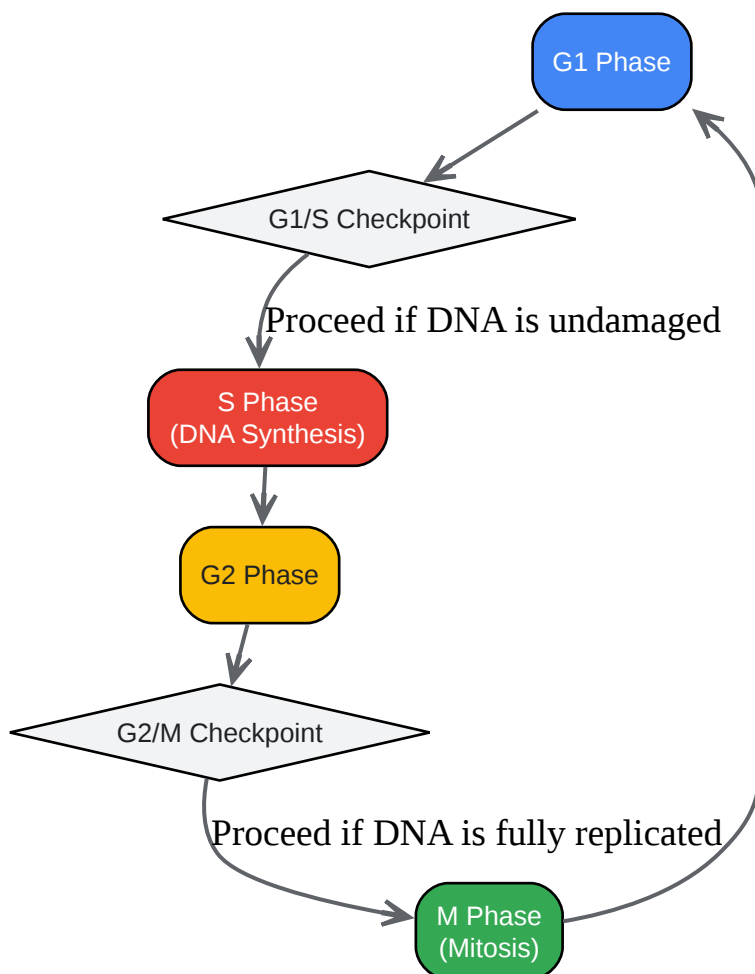 G1 Phase
G1/S Checkpoint
Proceed if DNA is undamaged
S Phase
(DNA Synthesis)
G2 Phase
G2/M Checkpoint
Proceed if DNA is fully replicated
M Phase
(Mitosis)